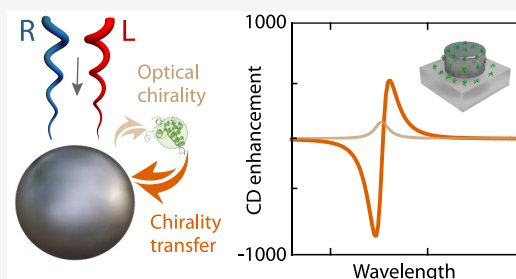 R
L
Optical
chirality
Chirality
transfer
1000
CD enhancement
-1000
Wavelength